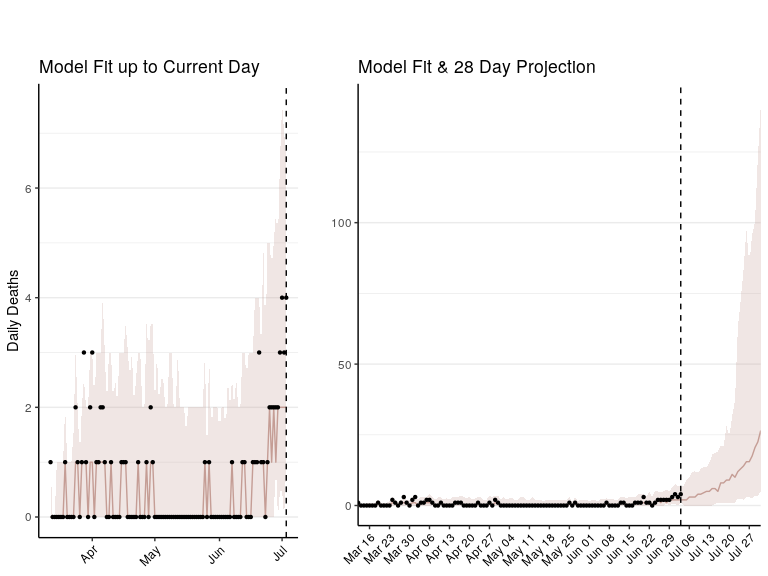 Model Fit up to Current Day
Daily Deaths
6
4
2
0
Apr
May
Jun
Jul
Model Fit & 28 Day Projection
100
50
0
Mar 16
Mar 23
Mar 30
Apr 06
Apr 13
Apr 20
Apr 27
May 04
May 11
May 18
May 25
Jun 01
Jun 08
Jun 15
Jun 22
Jun 29
Jul 06
Jul 13
Jul 20
Jul 27